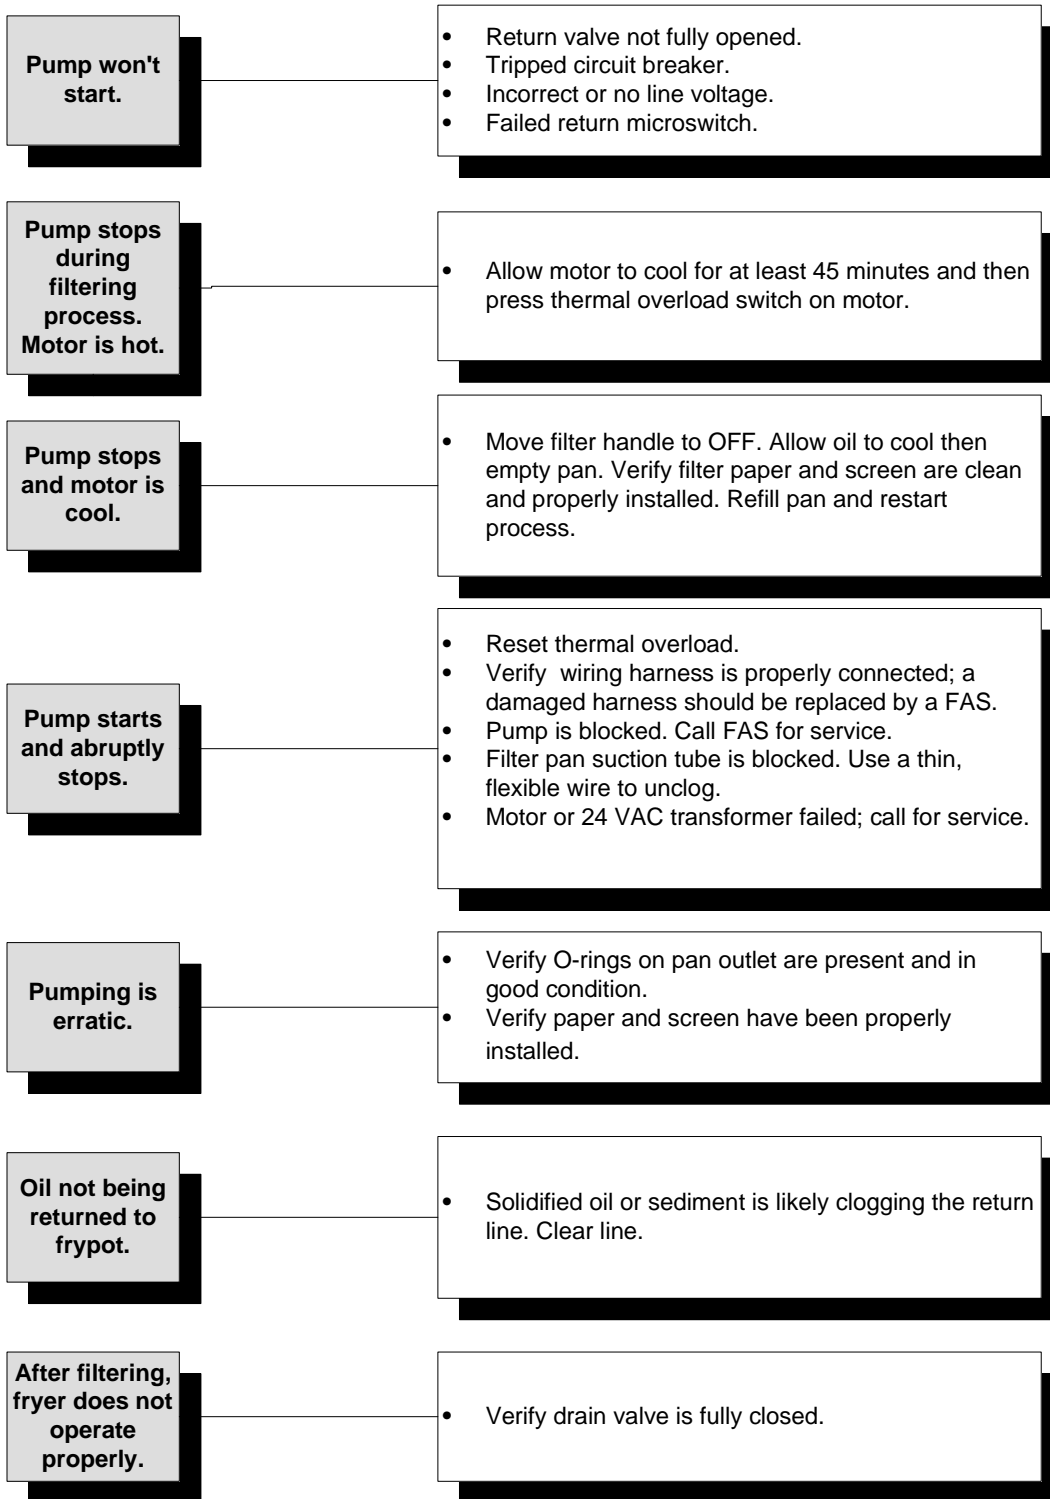 Pump won't
start.
• Return valve not fully opened.
• Tripped circuit breaker.
• Incorrect or no line voltage.
• Failed return microswitch.
Pump stops
during
filtering
process.
Motor is hot.
• Allow motor to cool for at least 45 minutes and then
press thermal overload switch on motor.
Pump stops
and motor is
cool.
• Move filter handle to OFF. Allow oil to cool then
empty pan. Verify filter paper and screen are clean
and properly installed. Refill pan and restart
process.
Pump starts
and abruptly
stops.
• Reset thermal overload.
• Verify  wiring harness is properly connected; a
damaged harness should be replaced by a FAS.
• Pump is blocked. Call FAS for service.
• Filter pan suction tube is blocked. Use a thin,
flexible wire to unclog.
• Motor or 24 VAC transformer failed; call for service.
Pumping is
erratic.
• Verify O-rings on pan outlet are present and in
good condition.
• Verify paper and screen have been properly
installed.
Oil not being
returned to
frypot.
• Solidified oil or sediment is likely clogging the return
line. Clear line.
After filtering,
fryer does not
operate
properly.
• Verify drain valve is fully closed.